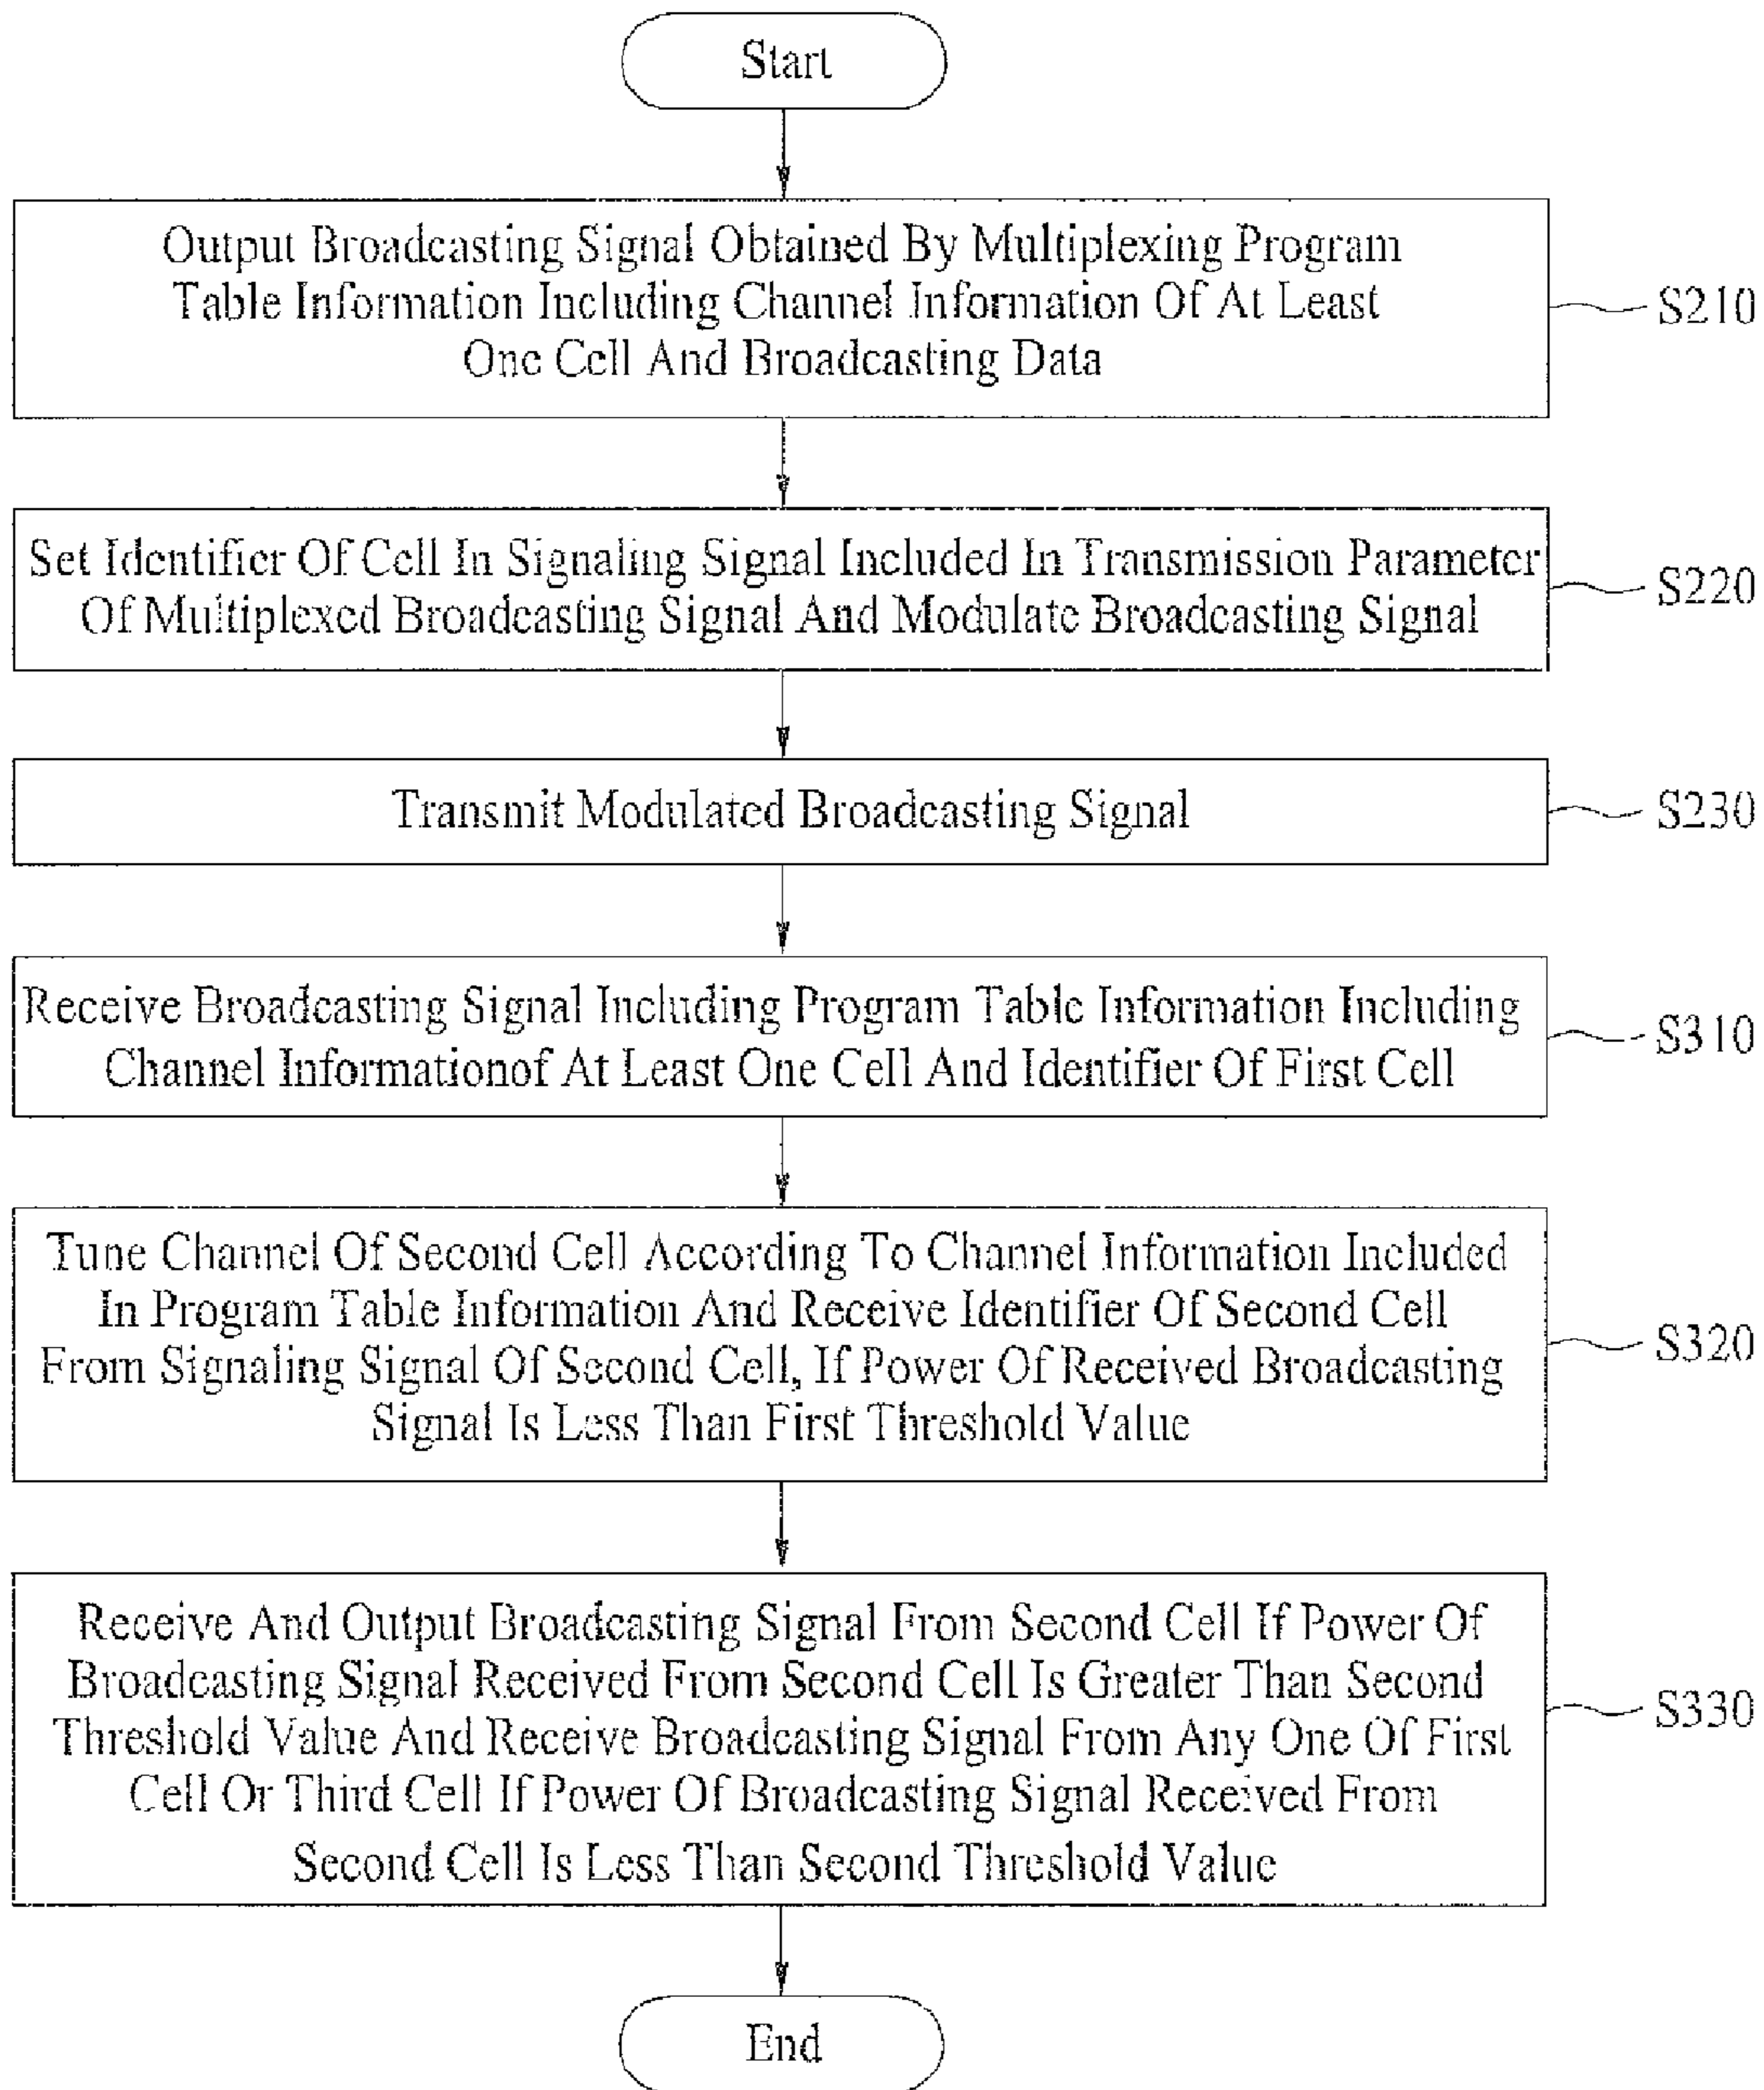 Start
Output Broadcasting Signal Obtained By Multiplexing Program
Table Information Including Channel Information Of At Least
One Cell And Broadcasting Data
S210
Set Identifier Of Cell In Signaling Signal Included In Transmission Parameter
Of Multiplexed Broadcasting Signal And Modulate Broadcasting Signal
S220
Transmit Modulated Broadcasting Signal
S230
Receive Broadcasting Signal Including Program Table Information Including
Channel Informationof At Least One Cell And Identifier Of First Cell
S310
Tune Channel Of Second Cell According To Channel Information Included
In Program Table Information And Receive Identifier Of Second Cell
From Signaling Signal Of Second Cell, If Power Of Received Broadcasting
Signal Is Less Than First Threshold Value
S320
Receive And Output Broadcasting Signal From Second Cell If Power Of
Broadcasting Signal Received From Second Cell Is Greater Than Second
Threshold Value And Receive Broadcasting Signal From Any One Of First
Cell Or Third Cell If Power Of Broadcasting Signal Received From
Second Cell Is Less Than Second Threshold Value
S330
End